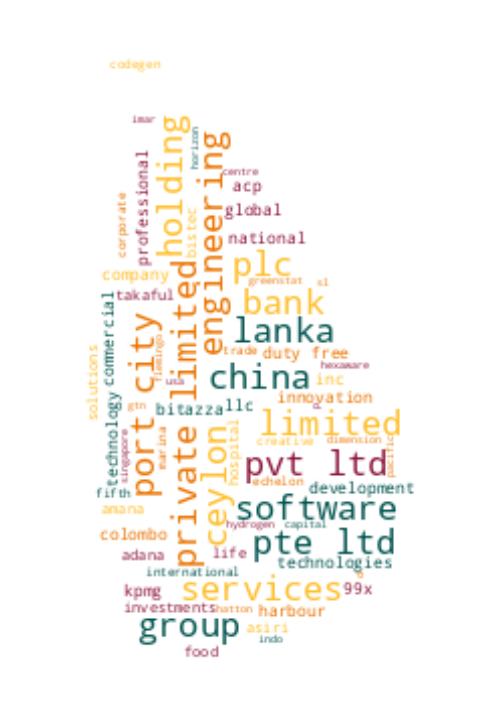 codegen
imar
holding
horizon
engineering
centre
professional
acp
corporate
bistec
global
national
plc
company
greenstat
sl
takaful
private limited
bank
commercial
port city
lanka
flamingo
trade
duty free
solutions
hexaware
usa
china
inc
technology
innovation
gtn
bitazza
llc
limited
ceylon
hospital
marina
singapore
creative
dimension
pacific
pvt ltd
echelon
fifth
development
amana
software
hydrogen
capital
colombo
pte ltd
adana
life
technologies
international
kpmg
services
99x
investments
hatton
harbour
group
asiri
indo
food